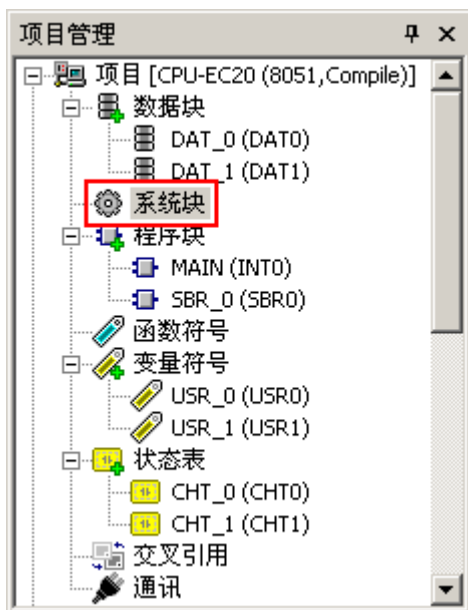 项目管理
项目 [CPU-EC20 (8051,Compile)]
数据块
DAT_0 (DAT0)
DAT_1 (DAT1)
系统块
程序块
MAIN (INT0)
SBR_0 (SBR0)
函数符号
变量符号
USR_0 (USR0)
USR_1 (USR1)
状态表
CHT_0 (CHT0)
CHT_1 (CHT1)
交叉引用
通讯